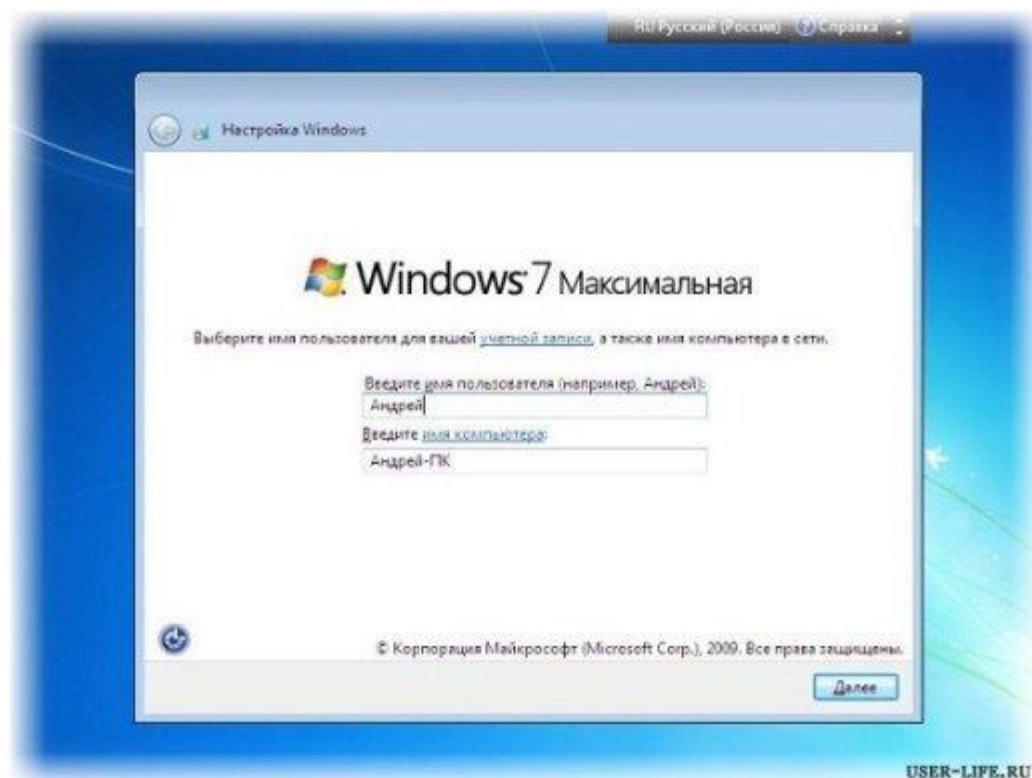 RU Русский (Россия) Справка
Настройка Windows
Windows 7 Максимальная
Выберите имя пользователя для вашей учетной записи, а также имя компьютера в сети.
Введите имя пользователя (например, Андрей):
Андрей
Введите имя компьютера:
Андрей-ПК
© Корпорация Майкрософт (Microsoft Corp.), 2009. Все права защищены.
Далее
USER-LIFE.RU